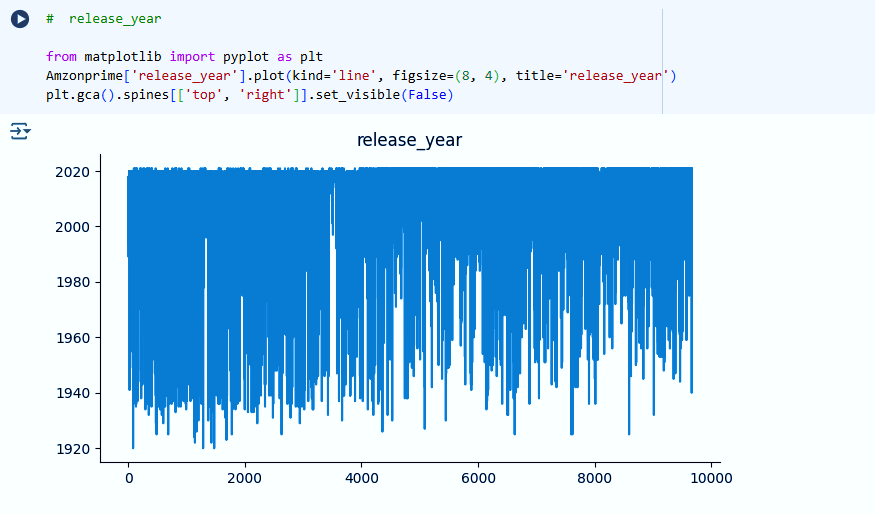 # release_year
from matplotlib import pyplot as plt
Amzonprime['release_year'].plot(kind='line', figsize=(8, 4), title='release_year')
plt.gca().spines[['top', 'right']].set_visible(False)
release_year
2020
2000
1980
1960
1940
1920
0 2000 4000 6000 8000 10000